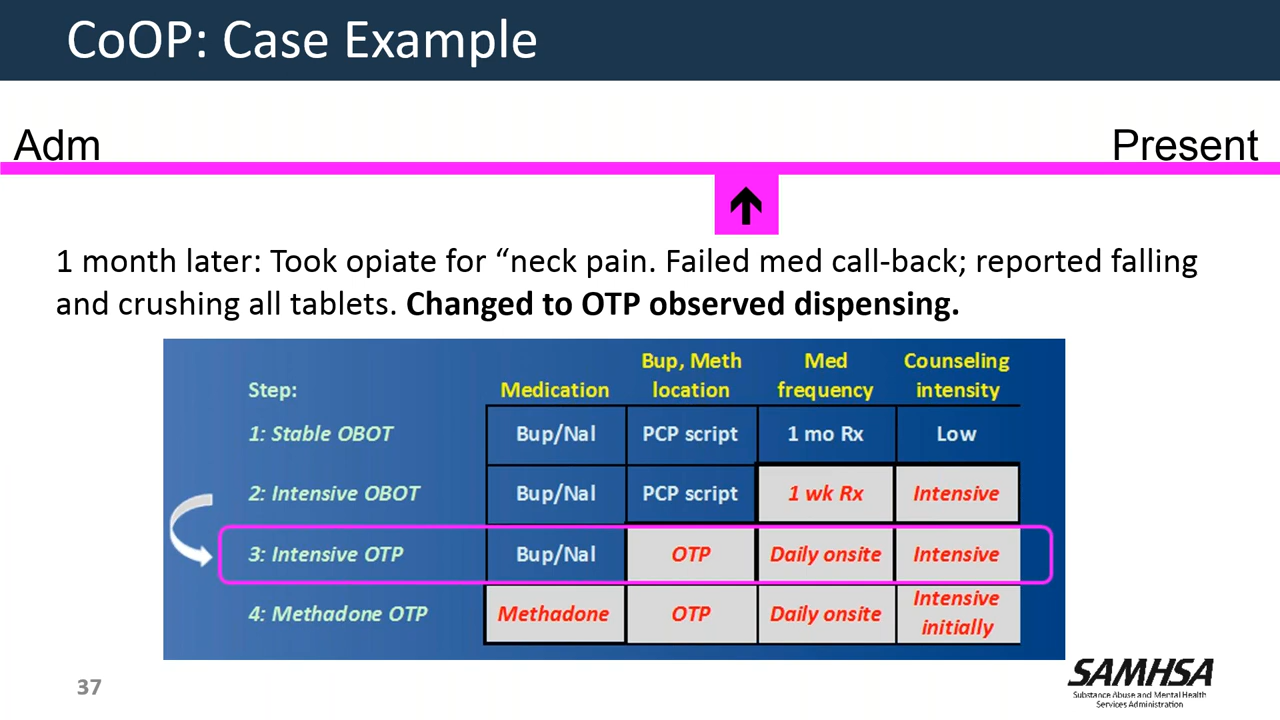 CoOP: Case Example
Adm Present
1 month later: Took opiate for “neck pain. Failed med call-back; reported falling
and crushing all tablets. Changed to OTP observed dispensing.
Bup, Meth Med Counseling
Step: Medication location frequency intensity
1: Stable OBOT Bup/Nal PCP script 1 mo Rx Low
2: Intensive OBOT Bup/Nal PCP script 1 wk Rx Intensive
3: Intensive OTP Bup/Nal OTP Daily onsite Intensive
4: Methadone OTP Methadone OTP Daily onsite Intensive
initially
SAMHSA
Substance Abuse and Mental Health
Services Administration
37